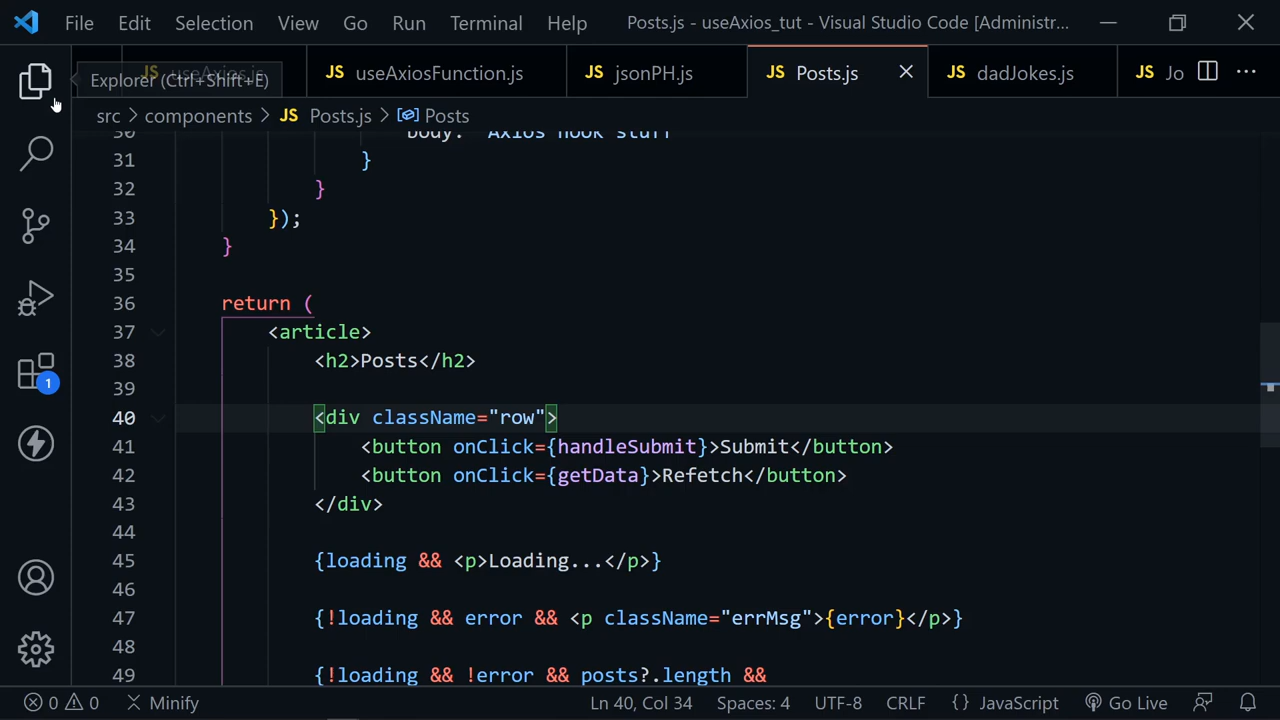 File Edit Selection View Go Run Terminal Help Posts.js - useAxios_tut - Visual Studio Code [Administr...
Explorer (Ctrl+Shift+E)
JS useAxiosFunction.js JS jsonPH.js JS Posts.js JS dadJokes.js JS Jo
src > components > JS Posts.js > Posts
30 body: "Axios hook stuff"
31 }
32 }
33 });
34 }
35
36 return (
37 <article>
38 <h2>Posts</h2>
39
40 <div className="row">
41 <button onClick={handleSubmit}>Submit</button>
42 <button onClick={getData}>Refetch</button>
43 </div>
44
45 {loading && <p>Loading...</p>}
46
47 {!loading && error && <p className="errMsg">{error}</p>}
48
49 {!loading && !error && posts?.length &&
1
0 0 Minify Ln 40, Col 34 Spaces: 4 UTF-8 CRLF {} JavaScript Go Live